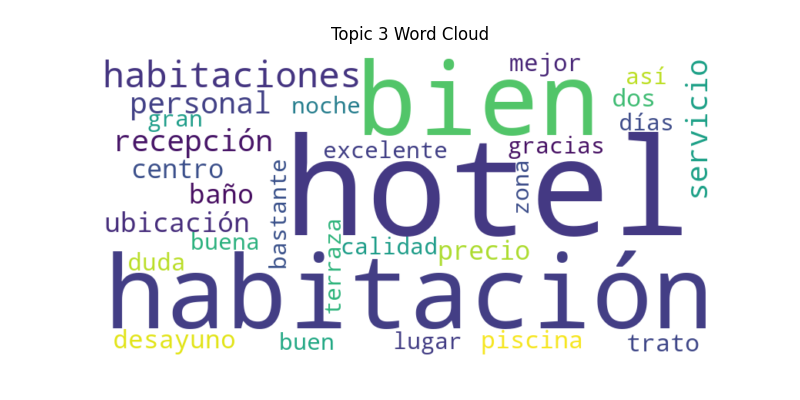 Topic 3 Word Cloud
habitaciones
bien
mejor
así
servicio
personal
noche
dos
gran
días
recepción
excelente
gracias
hotel
centro
zona
baño
bastante
ubicación
buena
terraza
calidad
precio
duda
habitación
desayuno
buen
lugar
piscina
trato